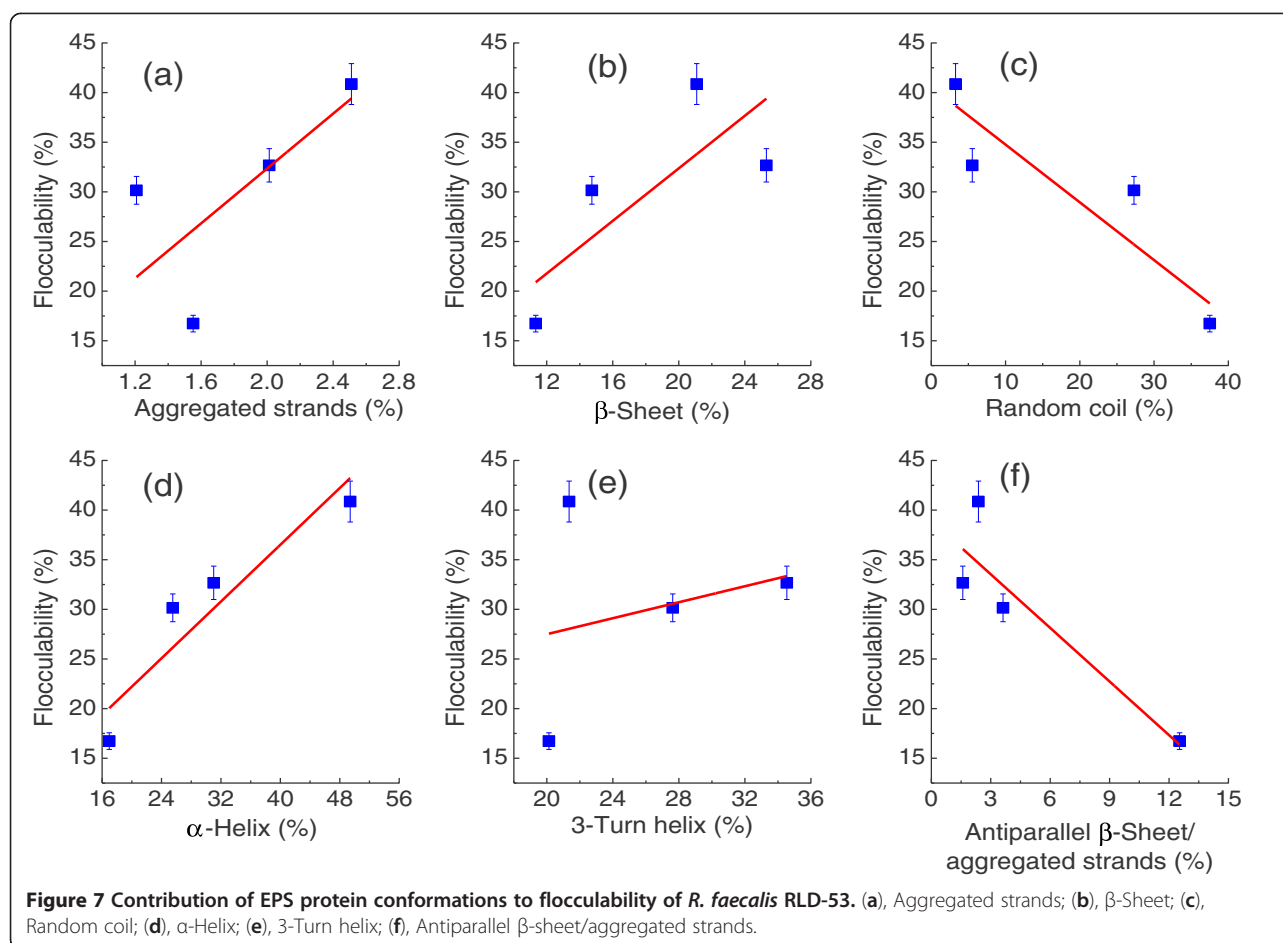 (a)
45
40
35
30
25
20
15
Flocculability (%)
1.2 1.6 2.0 2.4 2.8
Aggregated strands (%)
(b)
45
40
35
30
25
20
15
Flocculability (%)
12 16 20 24 28
β-Sheet (%)
(c)
45
40
35
30
25
20
15
Flocculability (%)
0 10 20 30 40
Random coil (%)
(d)
45
40
35
30
25
20
15
Flocculability (%)
16 24 32 40 48 56
α-Helix (%)
(e)
45
40
35
30
25
20
15
Flocculability (%)
20 24 28 32 36
3-Turn helix (%)
(f)
45
40
35
30
25
20
15
Flocculability (%)
0 3 6 9 12 15
Antiparallel β-Sheet/
aggregated strands (%)
Figure 7 Contribution of EPS protein conformations to flocculability of R. faecalis RLD-53. (a), Aggregated strands; (b), β-Sheet; (c),
Random coil; (d), α-Helix; (e), 3-Turn helix; (f), Antiparallel β-sheet/aggregated strands.